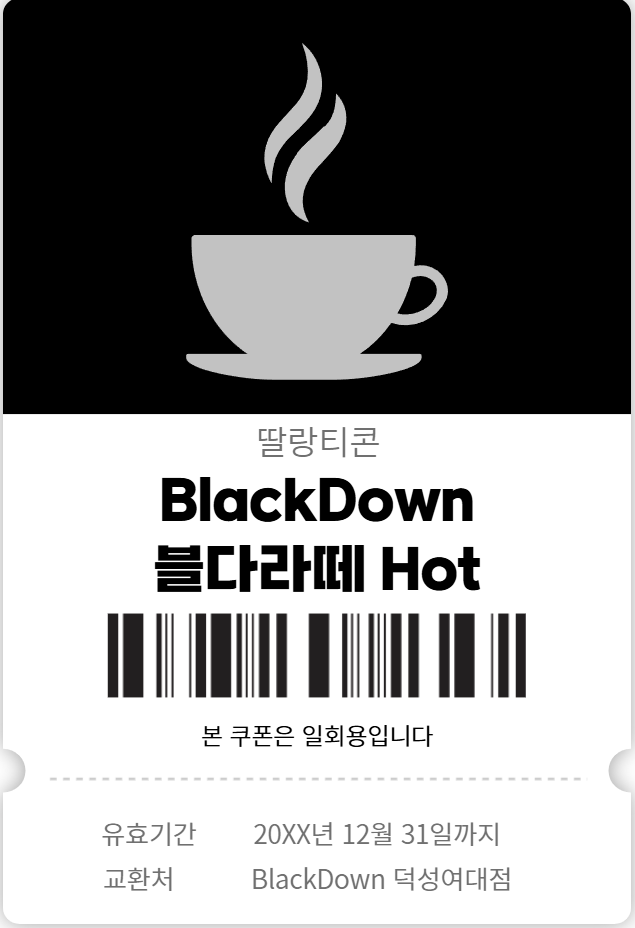 딸랑티콘
BlackDown
블다라떼 Hot
본 쿠폰은 일회용입니다
유효기간 20XX년 12월 31일까지
교환처 BlackDown 덕성여대점